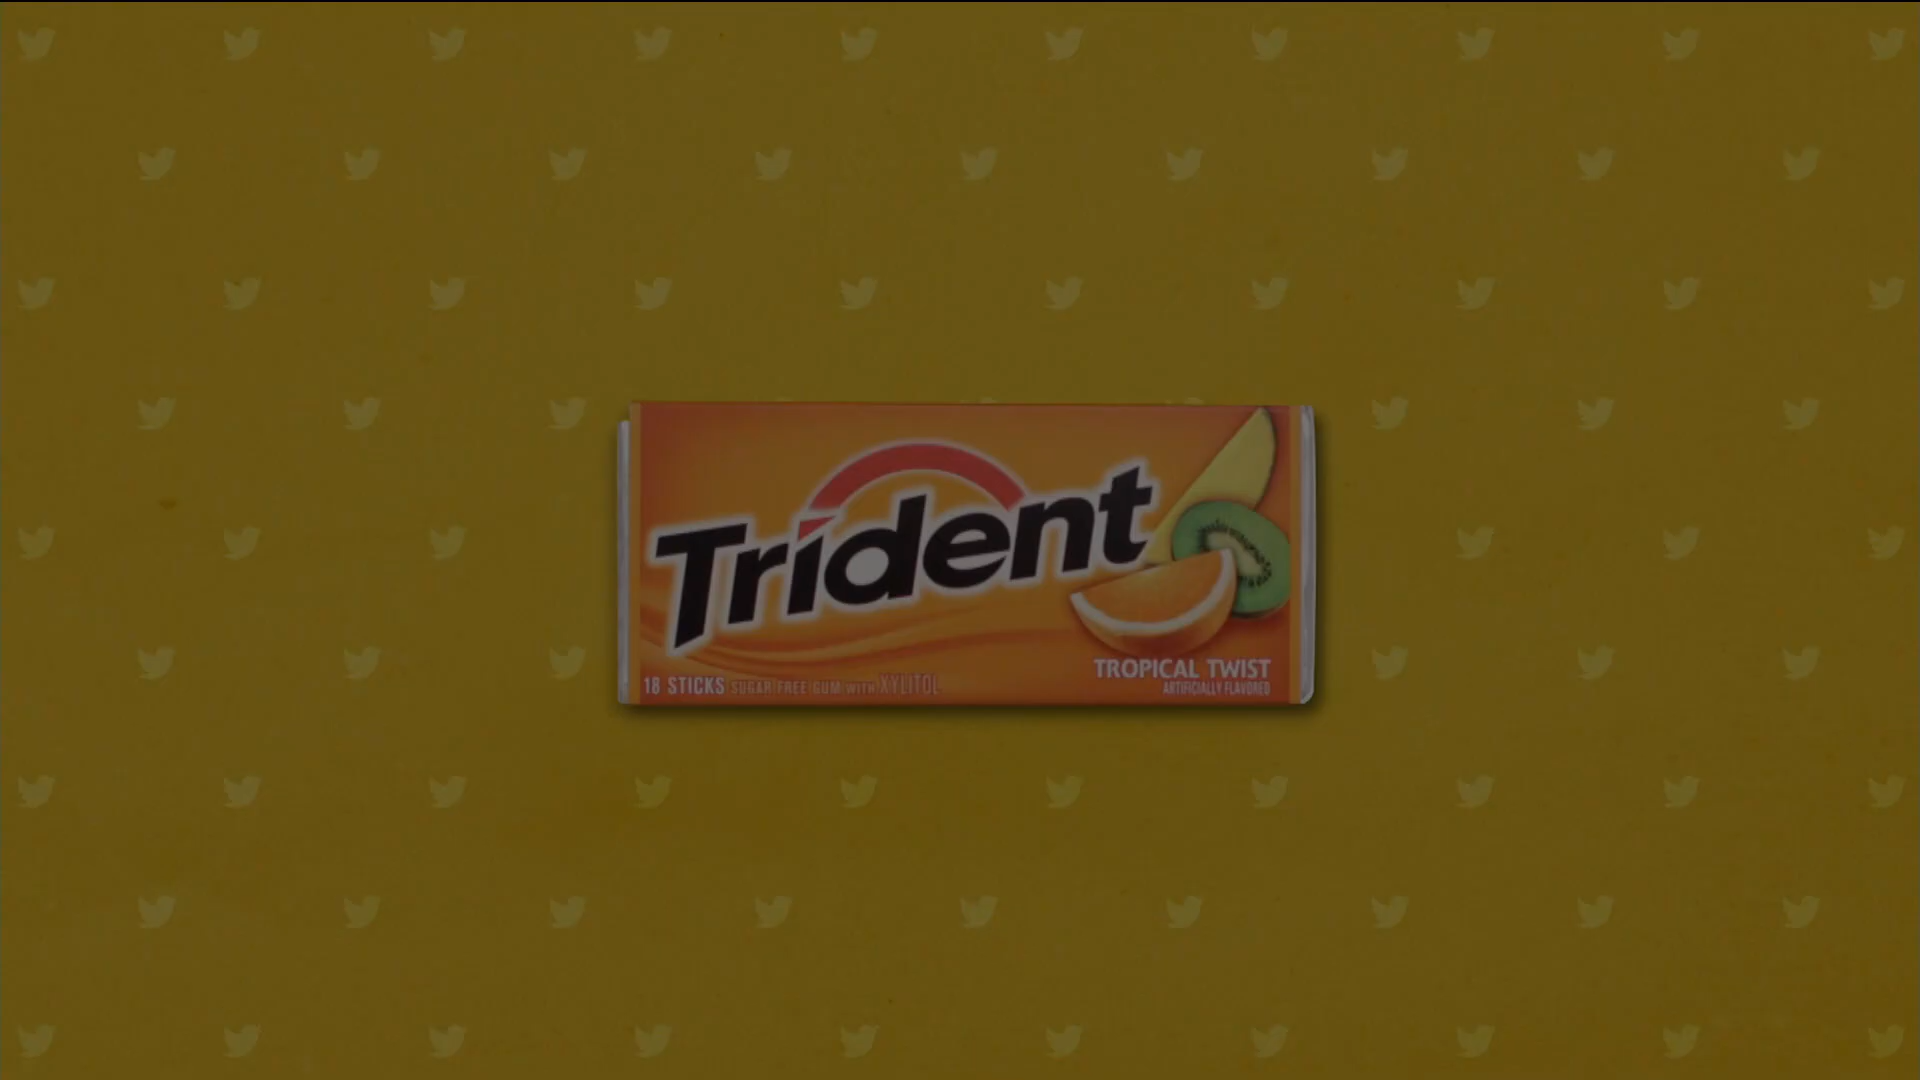 Trident
TROPICAL TWIST
18 STICKS SUGAR FREE GUM WITH XYLITOL
ARTIFICIALLY FLAVORED